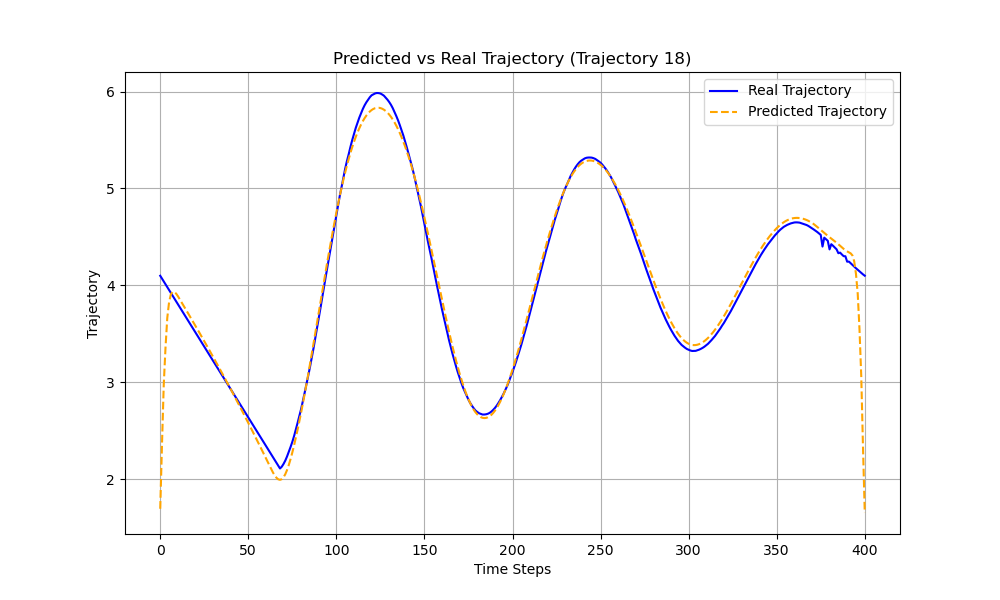 Predicted vs Real Trajectory (Trajectory 18)
Real Trajectory
Predicted Trajectory
Trajectory
6
5
4
3
2
0 50 100 150 200 250 300 350 400
Time Steps